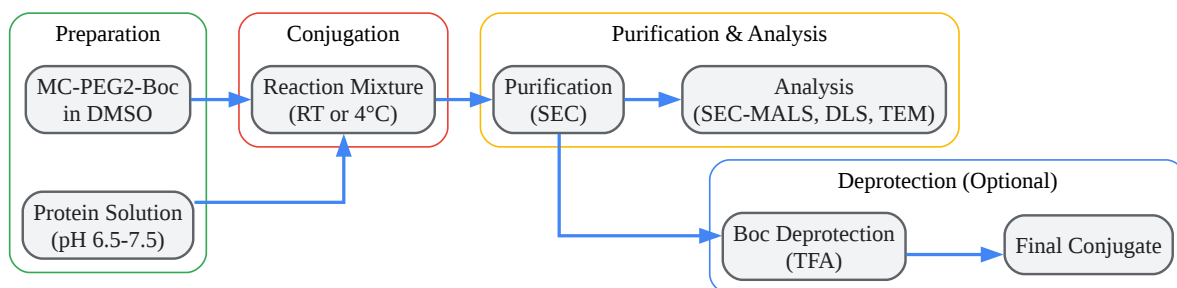 Preparation
MC-PEG2-Boc
in DMSO
Protein Solution
(pH 6.5-7.5)
Conjugation
Reaction Mixture
(RT or 4°C)
Purification & Analysis
Purification
(SEC)
Analysis
(SEC-MALS, DLS, TEM)
Deprotection (Optional)
Boc Deprotection
(TFA)
Final Conjugate